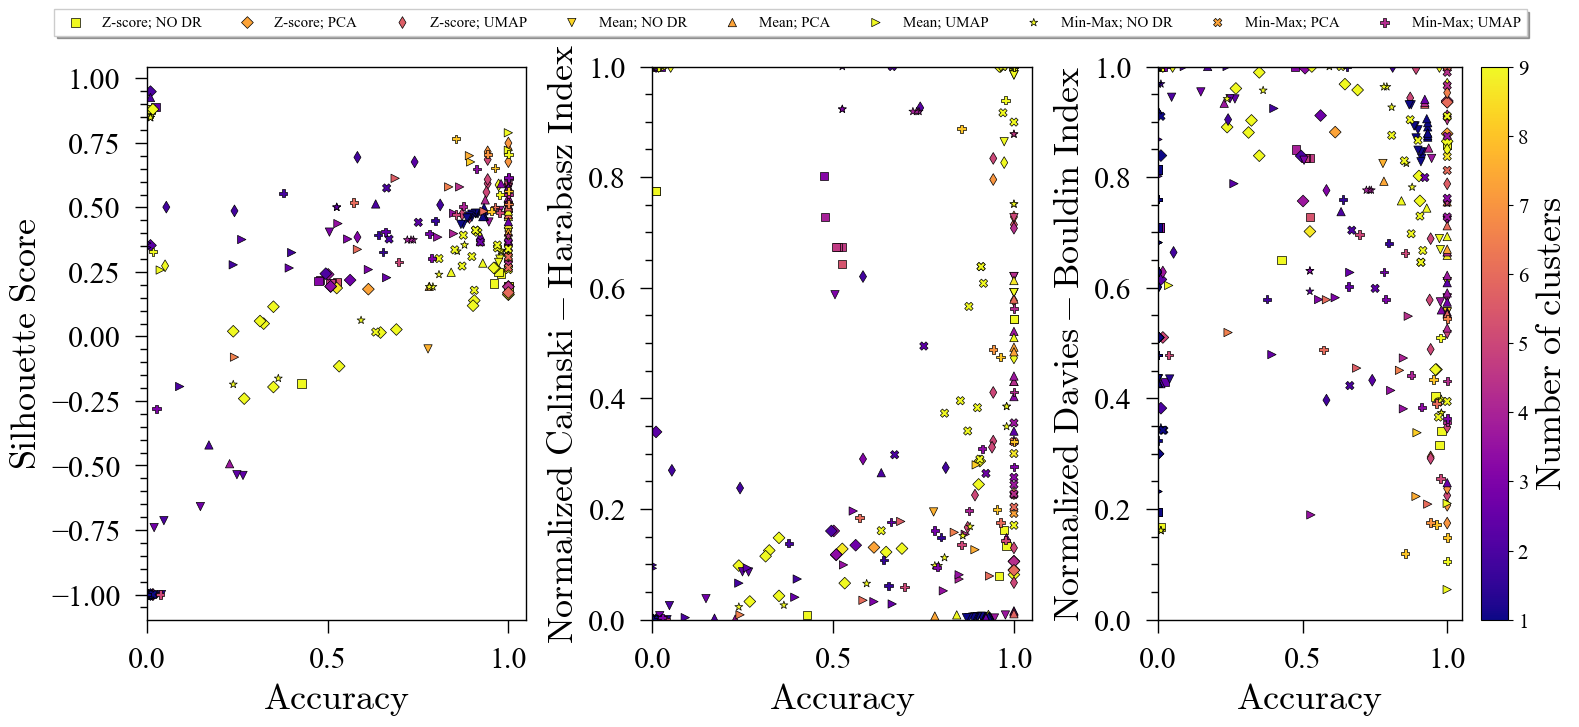 Z-score; NO DR Z-score; PCA Z-score; UMAP Mean; NO DR Mean; PCA Mean; UMAP Min-Max; NO DR Min-Max; PCA Min-Max; UMAP
Silhouette Score
1.00
0.75
0.50
0.25
0.00
−0.25
−0.50
−0.75
−1.00
0.0 0.5 1.0
Accuracy
Normalized Calinski – Harabasz Index
1.0
0.8
0.6
0.4
0.2
0.0
0.0 0.5 1.0
Accuracy
Normalized Davies – Bouldin Index
1.0
0.8
0.6
0.4
0.2
0.0
0.0 0.5 1.0
Accuracy
9
8
7
6
5
4
3
2
1
Number of clusters